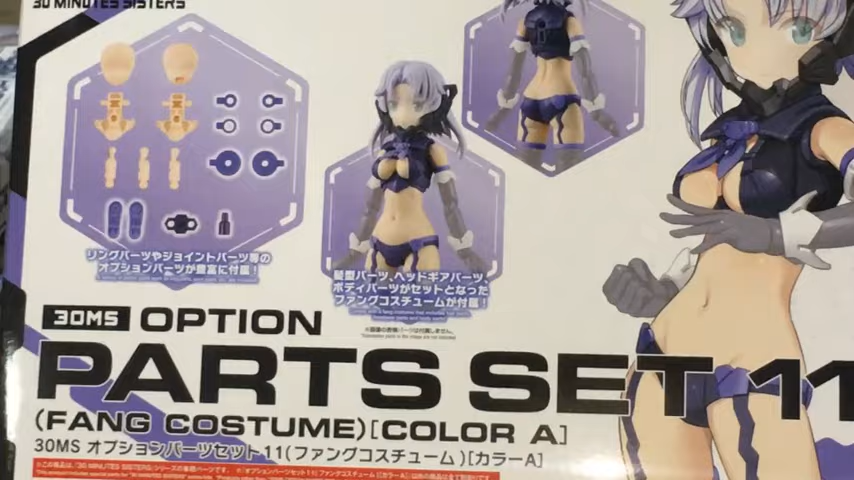 30 MINUTES SISTERS
リングパーツやジョイントパーツ等の
オプションパーツが豊富に付属!
髪型パーツ、ヘッドギアパーツ、
ボディパーツがセットとなった
ファングコスチュームが付属!
30MS OPTION
PARTS SET 11
(FANG COSTUME)[COLOR A]
30MS オプションパーツセット 11(ファングコスチューム)[カラーA]